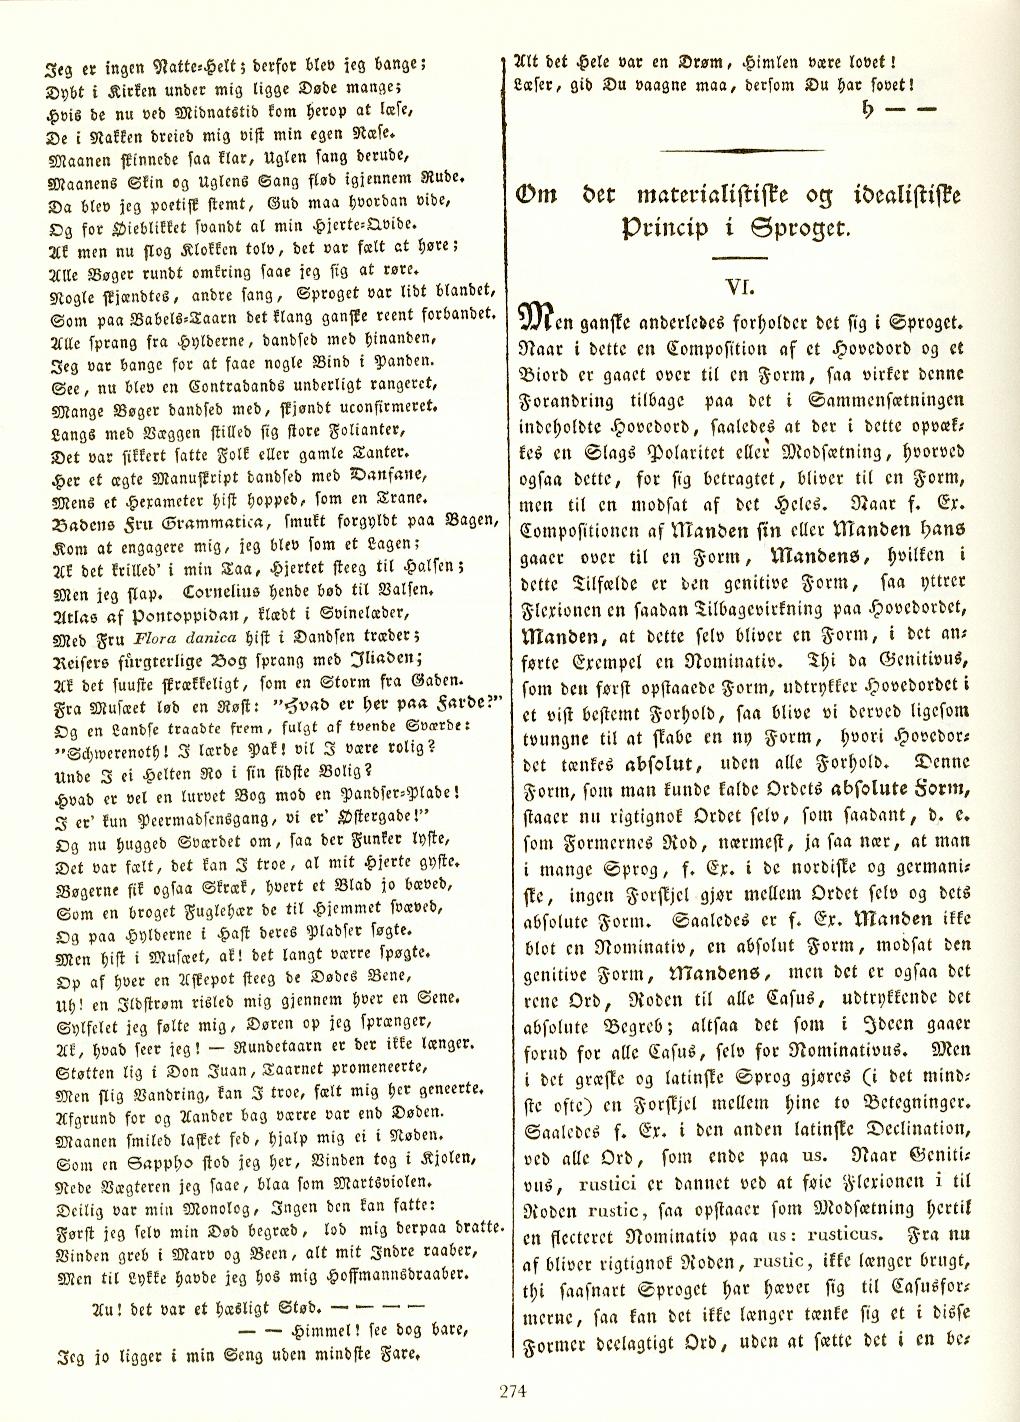 Jeg er ingen Natte-Helt; derfor blev jeg bange;
Dybt i Kirken under mig ligge Døde mange;
Hvis de nu ved Midnatstid kom herop at læse,
De i Nakken dreied mig vist min egen Næse.
Maanen skinnede saa klar, Uglen sang derude,
Maanens Skin og Uglens Sang flød igjennem Rude.
Da blev jeg poetisk stemt, Gud maa hvordan vide,
Og for Øieblikket svandt al min Hjerte-Qvide.
Ak men nu slog Klokken tolv, det var fælt at høre;
Alle Bøger rundt omkring saae jeg sig at røre.
Nogle skjændtes, andre sang, Sproget var lidt blandet,
Som paa Babels-Taarn det klang ganske reent forbandet.
Alle sprang fra Hylderne, dandsed med hinanden,
Jeg var bange for at faae nogle Bind i Panden.
See, nu blev en Contradands underligt rangeret,
Mange Bøger dandsed med, skjøndt uconfirmeret.
Langs med Væggen stilled sig store Folianter,
Det var sikkert satte Folk eller gamle Tanter.
Her et ægte Manuskript dandsed med Dansane,
Mens et Hexameter hist hopped, som en Trane.
Badens Fru Grammatica, smukt forgyldt paa Bagen,
Kom at engagere mig, jeg blev som et Lagen;
Ak det krilled' i min Taa, Hjertet steeg til Halsen;
Men jeg slap. Cornelius hende bød til Valsen.
Atlas af Pontoppidan, klædt i Svinelæder,
Med Fru Flora danica hist i Dandsen træder;
Reisers fürgterlige Bog sprang med Iliaden;
Ak det suuste skrækkeligt, som en Storm fra Gaden.
Fra Musæet lød en Røst: "Hvad er her paa Farde?"
Og en Landse traadte frem, fulgt af tvende Sværde:
"Schwerenoth! I lærde Pak! vil I være rolig?
Unde I ei Helten Ro i sin sidste Bolig?
Hvad er vel en lurvet Bog mod en Pandser-Plade!
I er' kun Peermadsensgang, vi er' Østergade!"
Og nu hugged Sværdet om, saa der Funker lyste,
Det var fælt, det kan I troe, al mit Hjerte gyste.
Bøgerne fik ogsaa Skræk, hvert et Blad jo bæved,
Som en broget Fuglehær de til Hjemmet svæved,
Og paa Hylderne i Hast deres Pladser søgte.
Men hist i Musæet, ak! det langt værre spøgte.
Op af hver en Askepot steeg de Dødes Bene,
Uh! en Ildstrøm risled mig gjennem hver en Sene.
Sylfelet jeg følte mig, Døren op jeg sprænger,
Ak, hvad seer jeg! — Rundetaarn er der ikke længer.
Støtten lig i Don Juan, Taarnet promeneerte,
Men slig Vandring, kan I troe, fælt mig her geneerte.
Afgrund for og Aander bag værre var end Døden.
Maanen smiled lasket fed, hjalp mig ei i Nøden.
Som en Sappho stod jeg her, Vinden tog i Kjolen,
Nede Vægteren jeg saae, blaa som Martsviolen.
Deilig var min Monolog, Ingen den kan fatte:
Først jeg selv min Død begræd, lod mig derpaa dratte.
Vinden greb i Marv og Been, alt mit Indre raaber,
Men til Lykke havde jeg hos mig Hoffmannsdraaber.
Au! det var et hæsligt Stød. — — — —
— — Himmel! see dog bare,
Jeg jo ligger i min Seng uden mindste Fare.
Alt det Hele var en Drøm, Himlen være lovet!
Læser, gid Du vaagne maa, dersom Du har sovet!
h — —
Om det materialistiske og idealistiske
Princip i Sproget.
VI.
Men ganske anderledes forholder det sig i Sproget.
Naar i dette en Composition af et Hovedord og et
Biord er gaaet over til en Form, saa virker denne
Forandring tilbage paa det i Sammensætningen
indeholdte Hovedord, saaledes at der i dette opvæk-
kes en Slags Polaritet eller Modsætning, hvorved
ogsaa dette, for sig betragtet, bliver til en Form,
men til en modsat af det Heles. Naar f. Ex.
Compositionen af Manden sin eller Manden hans
gaaer over til en Form, Mandens, hvilken i
dette Tilfælde er den genitive Form, saa yttrer
Flexionen en saadan Tilbagevirkning paa Hovedordet,
Manden, at dette selv bliver en Form, i det an-
førte Exempel en Nominativ. Thi da Genitivus,
som den først opstaaede Form, udtrykker Hovedordet i
et vist bestemt Forhold, saa blive vi derved ligesom
tvungne til at skabe en ny Form, hvori Hovedor-
det tænkes absolut, uden alle Forhold. Denne
Form, som man kunde kalde Ordets absolute Form,
staaer nu rigtignok Ordet selv, som saadant, d. e.
som Formernes Rod, nærmest, ja saa nær, at man
i mange Sprog, f. Ex. i de nordiske og germani-
ske, ingen Forskjel gjør mellem Ordet selv og dets
absolute Form. Saaledes er f. Ex. Manden ikke
blot en Nominativ, en absolut Form, modsat den
genitive Form, Mandens, men det er ogsaa det
rene Ord, Roden til alle Casus, udtrykkende det
absolute Begreb; altsaa det som i Ideen gaaer
forud for alle Casus, selv for Nominativus. Men
i det græske og latinske Sprog gjøres (i det mind-
ste ofte) en Forskjel mellem hine to Betegninger.
Saaledes f. Ex. i den anden latinske Declination,
ved alle Ord, som ende paa us. Naar Geniti-
vus, rustici er dannet ved at føie Flexionen i til
Roden rustic, saa opstaaer som Modsætning hertil
en flecteret Nominativ paa us: rusticus. Fra nu
af bliver rigtignok Roden, rustic, ikke længer brugt,
thi saasnart Sproget har hævet sig til Casusfor-
merne, saa kan det ikke længer tænke sig et i disse
Former deelagtigt Ord, uden at sætte det i en be-
274